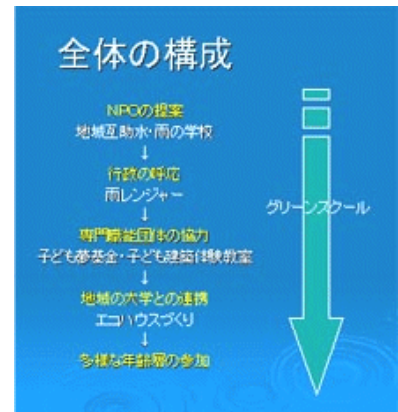 全体の構成
NPOの提案
地域互助水・雨の学校
↓
行政の呼応
雨レンジャー
↓
専門職能団体の協力
子ども夢基金・子ども建築体験教室
↓
地域の大学との連携
エコハウスづくり
↓
多様な年齢層の参加
グリーンスクール